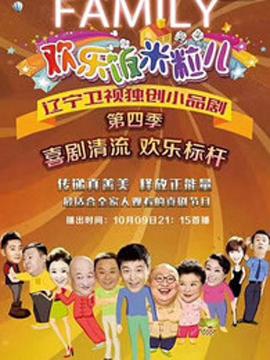 FAMILY
欢乐饭米粒儿
辽宁卫视独创小品剧
第四季
喜剧清流 欢乐标杆
传递真善美 释放正能量
最适合全家人观看的喜剧节目
播出时间：10月09日21：15首播